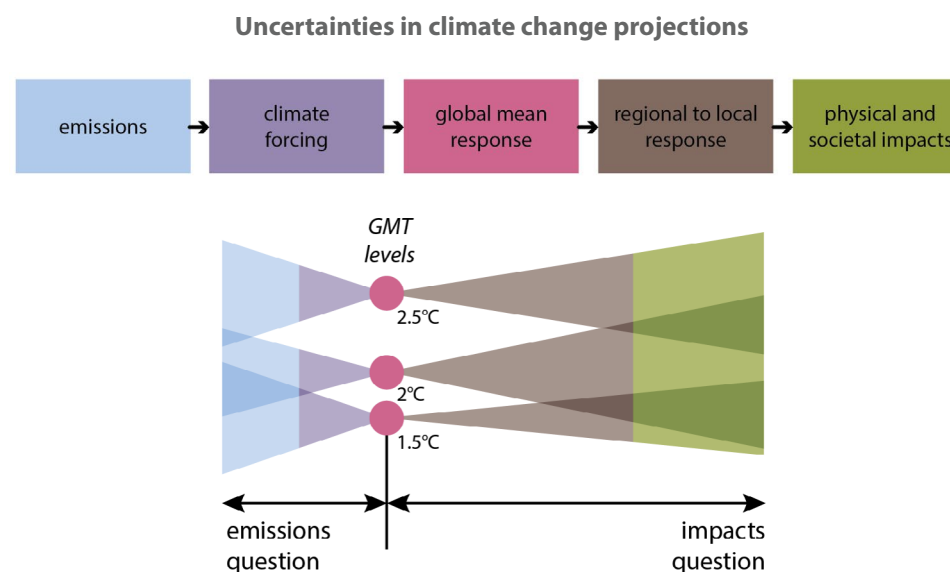 Uncertainties in climate change projections
emissions
climate
forcing
global mean
response
regional to local
response
physical and
societal impacts
GMT
levels
2.5°C
2°C
1.5°C
emissions
question
impacts
question